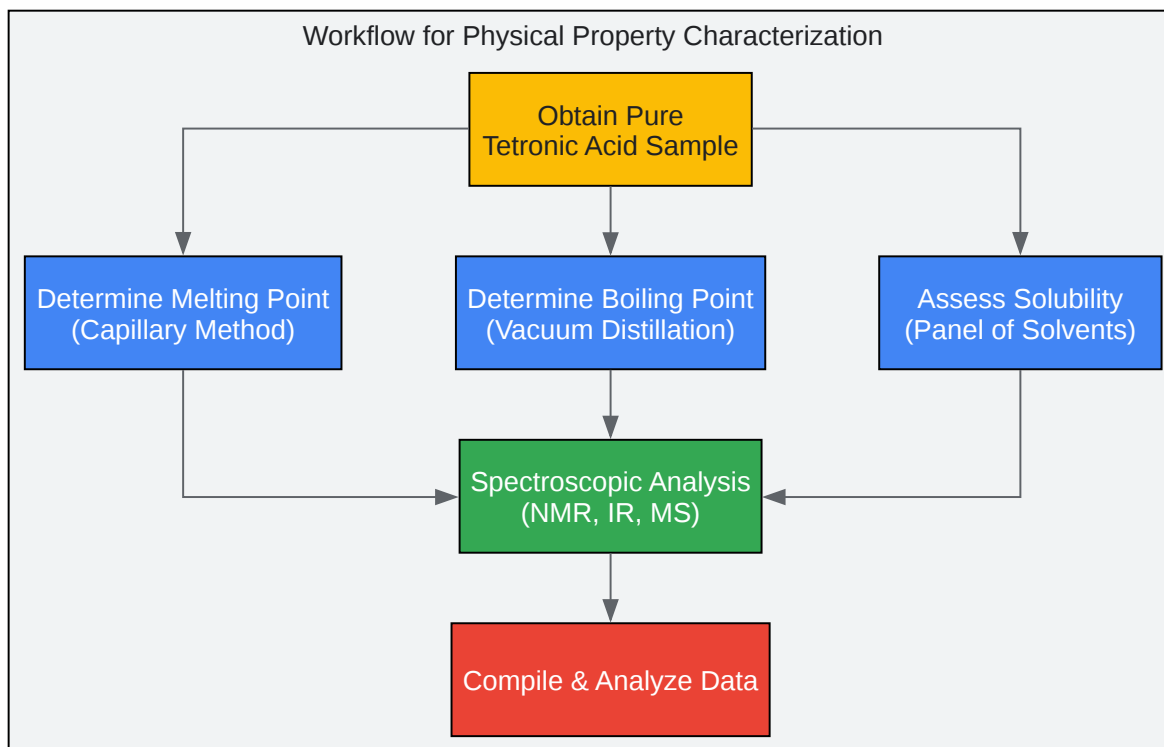 Workflow for Physical Property Characterization
Obtain Pure
Tetronic Acid Sample
Determine Melting Point
(Capillary Method)
Determine Boiling Point
(Vacuum Distillation)
Assess Solubility
(Panel of Solvents)
Spectroscopic Analysis
(NMR, IR, MS)
Compile & Analyze Data